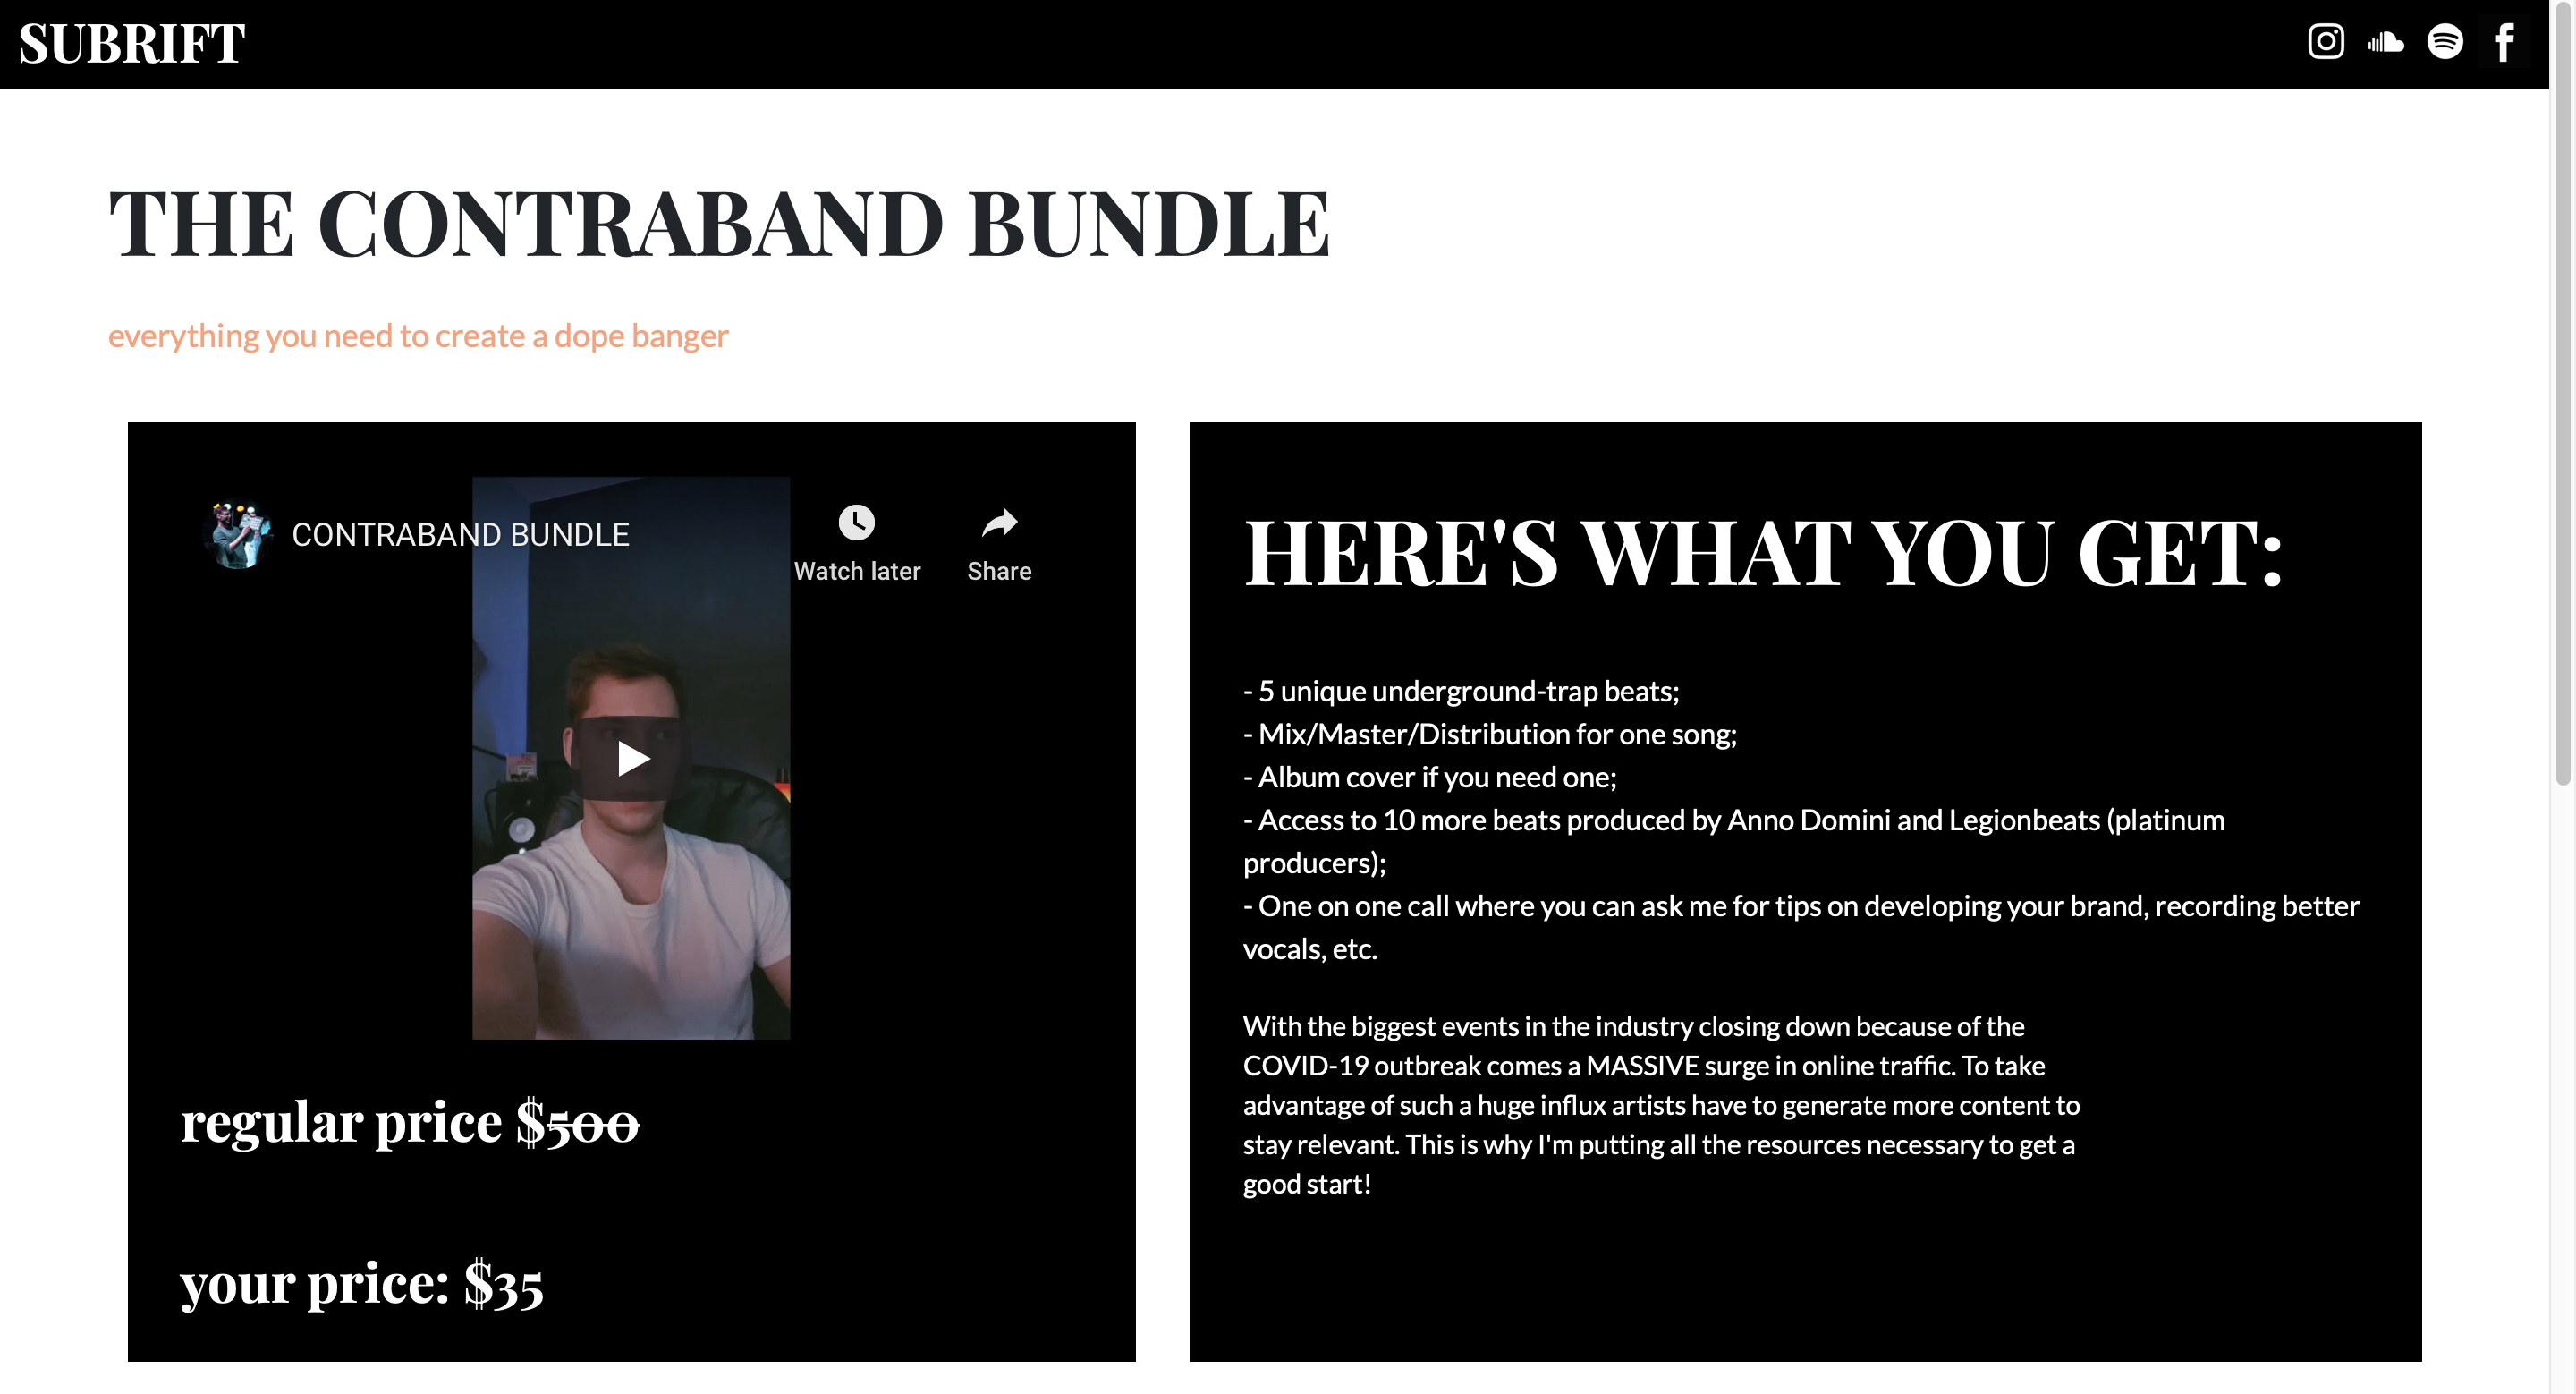 SUBRIFT
THE CONTRABAND BUNDLE
everything you need to create a dope banger
CONTRABAND BUNDLE
Watch later
Share
regular price $500
your price: $35
HERE'S WHAT YOU GET:
- 5 unique underground-trap beats;
- Mix/Master/Distribution for one song;
- Album cover if you need one;
- Access to 10 more beats produced by Anno Domini and Legionbeats (platinum
producers);
- One on one call where you can ask me for tips on developing your brand, recording better
vocals, etc.
With the biggest events in the industry closing down because of the
COVID-19 outbreak comes a MASSIVE surge in online traffic. To take
advantage of such a huge influx artists have to generate more content to
stay relevant. This is why I'm putting all the resources necessary to get a
good start!